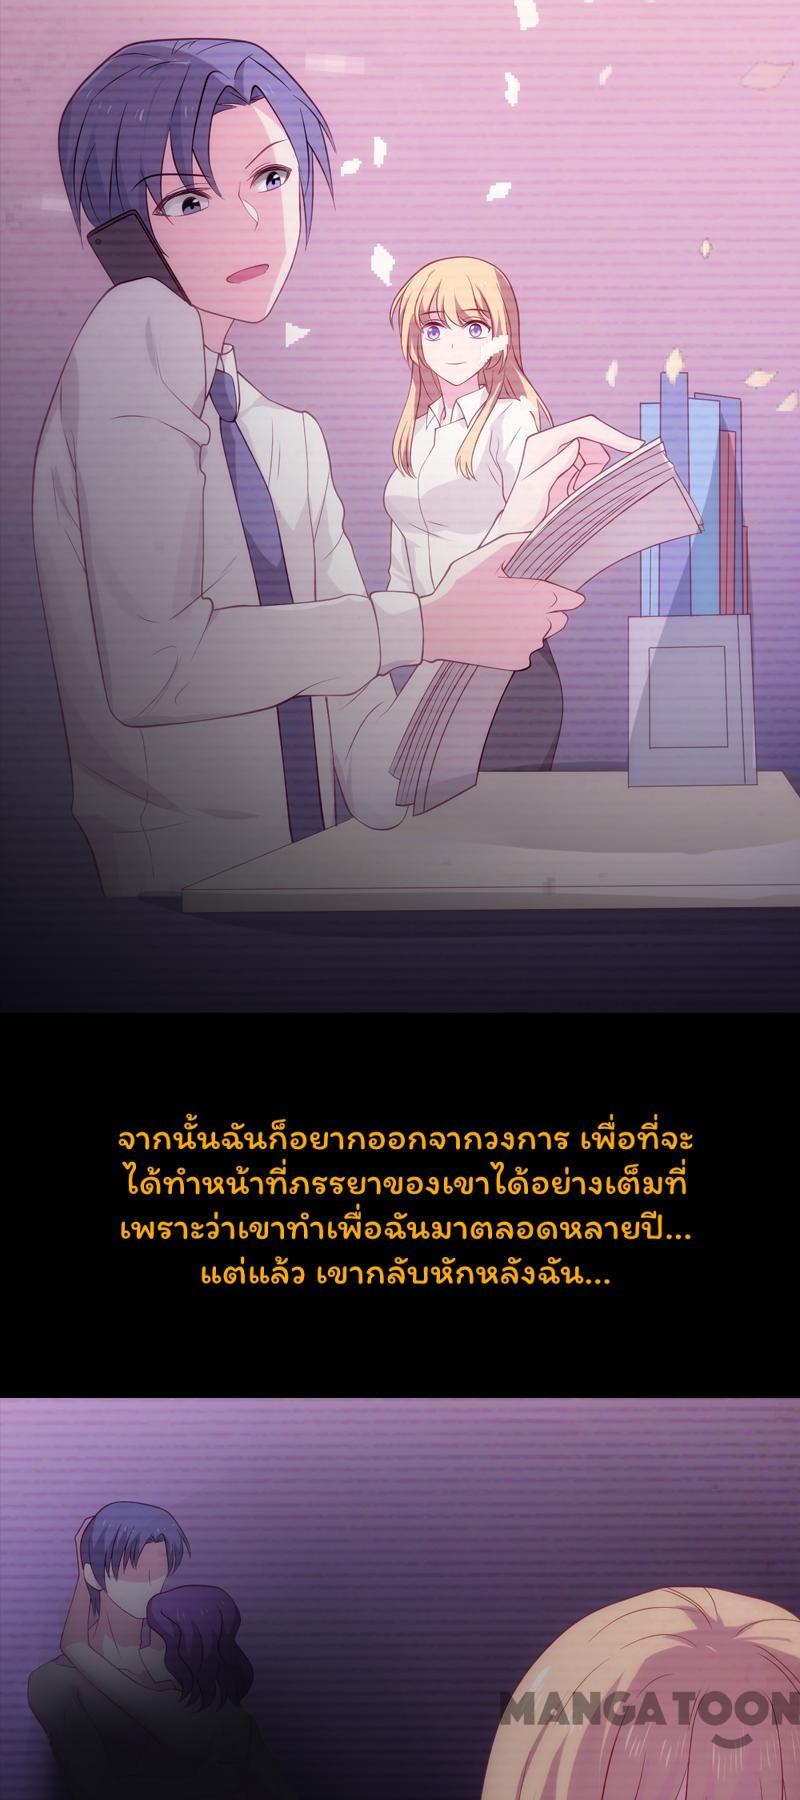 จากนั้นฉันก็อยากออกจากวงการ เพื่อที่จะ
ได้ทำหน้าที่ภรรยาของเขาได้อย่างเต็มที่
เพราะว่าเขาทำเพื่อฉันมาตลอดหลายปี...
แต่แล้ว เขากลับหักหลังฉัน...
MANGATOON